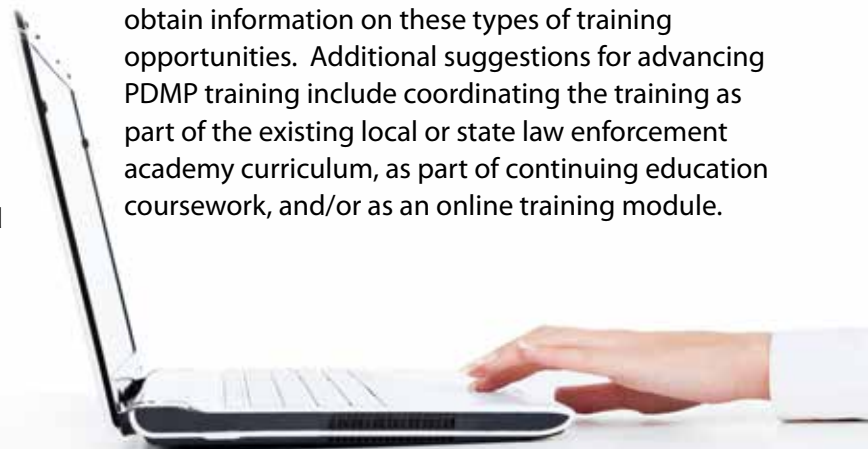 obtain information on these types of training
opportunities.  Additional suggestions for advancing
PDMP training include coordinating the training as
part of the existing local or state law enforcement
academy curriculum, as part of continuing education
coursework, and/or as an online training module.